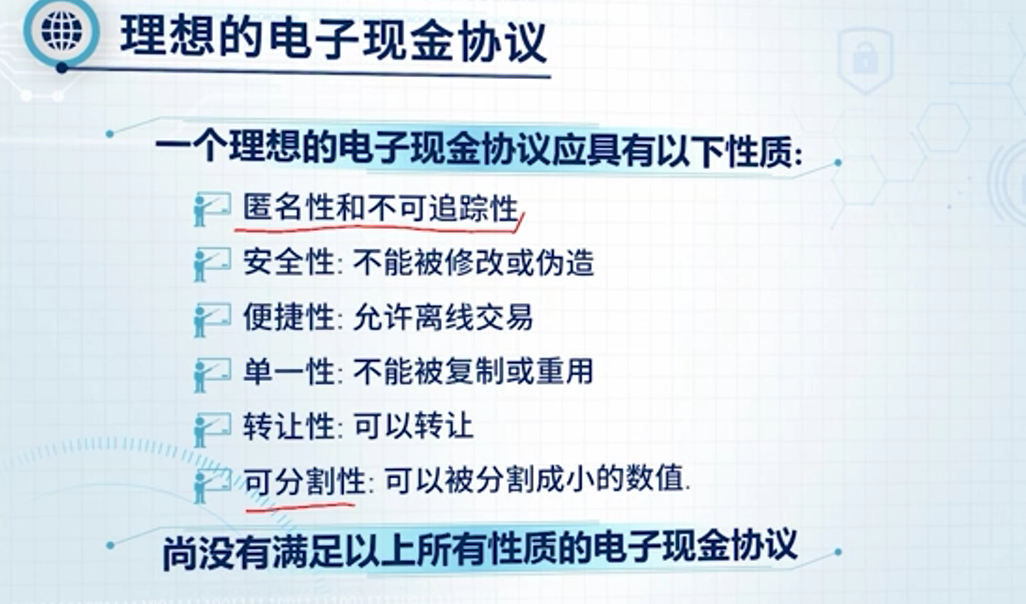 理想的电子现金协议
一个理想的电子现金协议应具有以下性质:
匿名性和不可追踪性
安全性: 不能被修改或伪造
便捷性: 允许离线交易
单一性: 不能被复制或重用
转让性: 可以转让
可分割性: 可以被分割成小的数值.
尚没有满足以上所有性质的电子现金协议